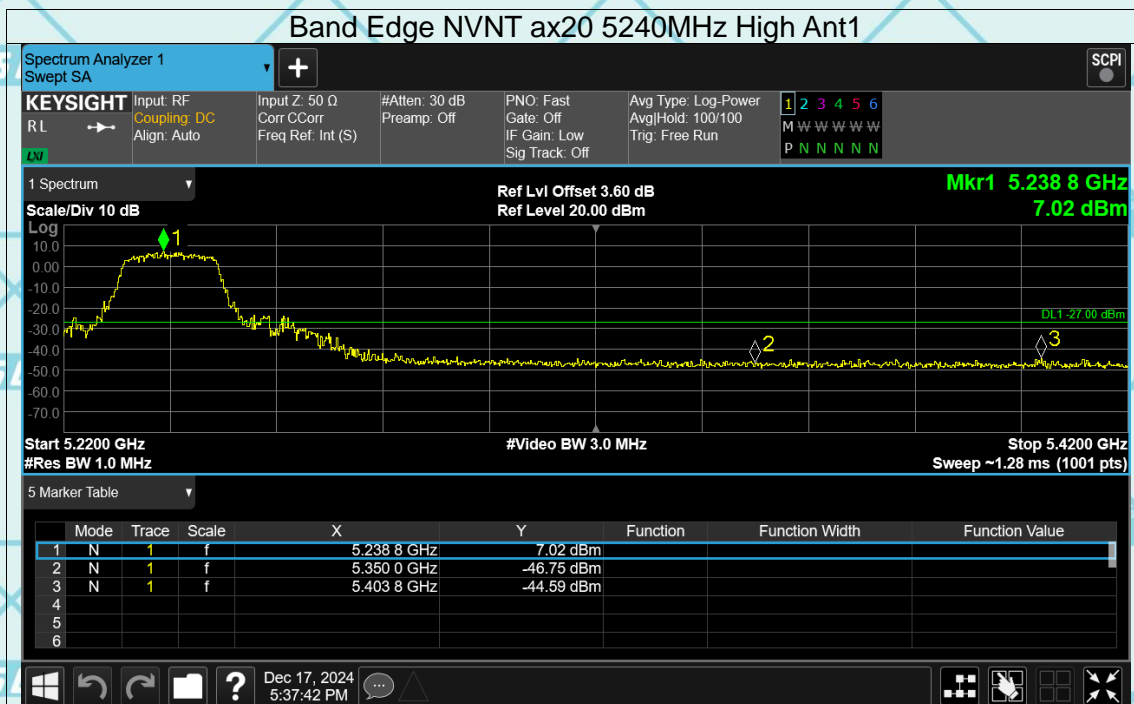 Band Edge NVNT ax20 5240MHz High Ant1
Spectrum Analyzer 1
Swept SA
+
SCPI
KEYSIGHT
RL
LXI
Input: RF
Coupling: DC
Align: Auto
Input Z: 50 Ω
Corr CCorr
Freq Ref: Int (S)
#Atten: 30 dB
Preamp: Off
PNO: Fast
Gate: Off
IF Gain: Low
Sig Track: Off
Avg Type: Log-Power
Avg|Hold: 100/100
Trig: Free Run
1 2 3 4 5 6
M W W W W W
P N N N N N
1 Spectrum
Scale/Div 10 dB
Ref Lvl Offset 3.60 dB
Ref Level 20.00 dBm
Mkr1 5.238 8 GHz
7.02 dBm
Log
10.0
0.00
-10.0
-20.0
-30.0
-40.0
-50.0
-60.0
-70.0
1
2
3
DL1 -27.00 dBm
Start 5.2200 GHz
#Video BW 3.0 MHz
Stop 5.4200 GHz
#Res BW 1.0 MHz
Sweep ~1.28 ms (1001 pts)
5 Marker Table
Mode Trace Scale X Y Function Function Width Function Value
1 N 1 f 5.238 8 GHz 7.02 dBm
2 N 1 f 5.350 0 GHz -46.75 dBm
3 N 1 f 5.403 8 GHz -44.59 dBm
4
5
6
?
Dec 17, 2024
5:37:42 PM